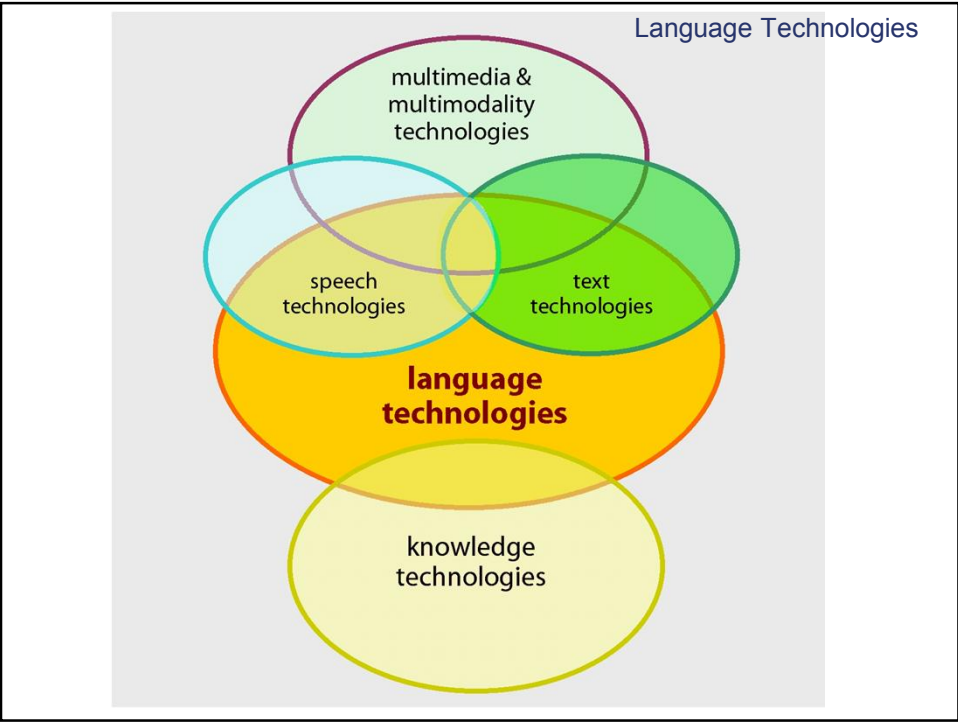 Language Technologies
multimedia &
multimodality
technologies
speech
technologies
text
technologies
language
technologies
knowledge
technologies